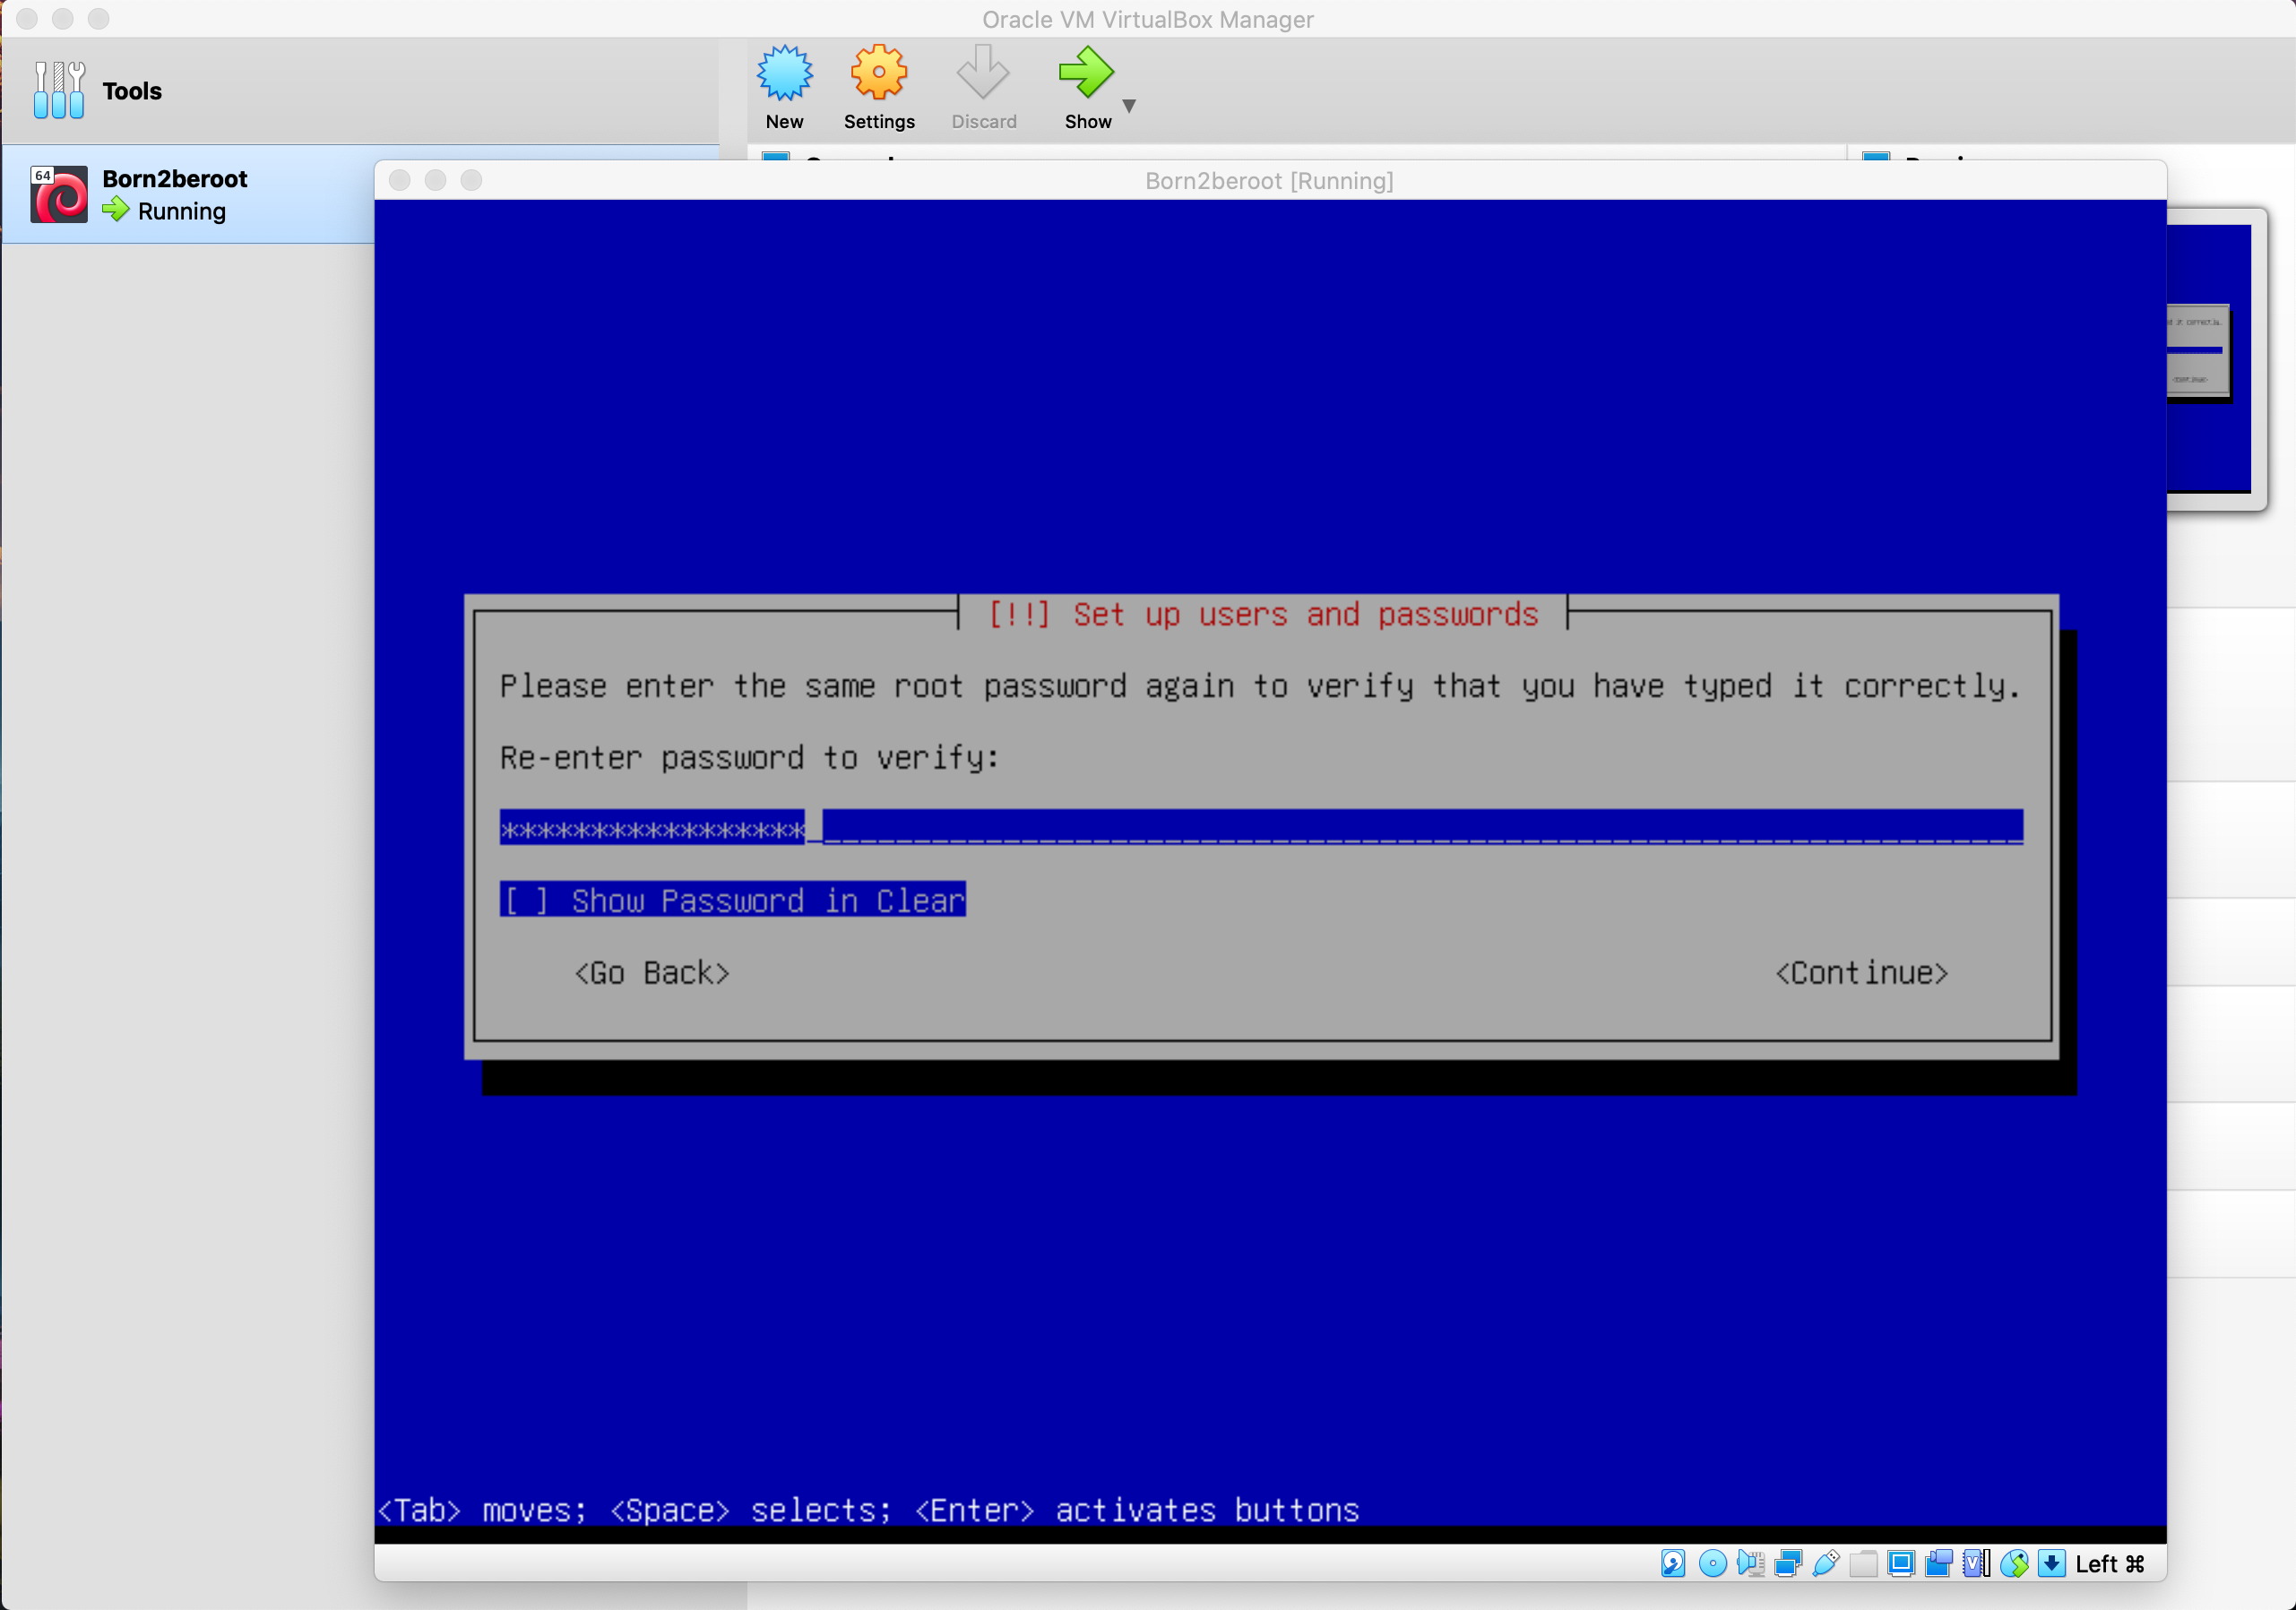 Oracle VM VirtualBox Manager
Tools
New
Settings
Discard
Show
64
Born2beroot
Running
Born2beroot [Running]
[!!] Set up users and passwords
Please enter the same root password again to verify that you have typed it correctly.
Re-enter password to verify:
*****************
[ ] Show Password in Clear
<Go Back>
<Continue>
<Tab> moves; <Space> selects; <Enter> activates buttons
Left ⌘